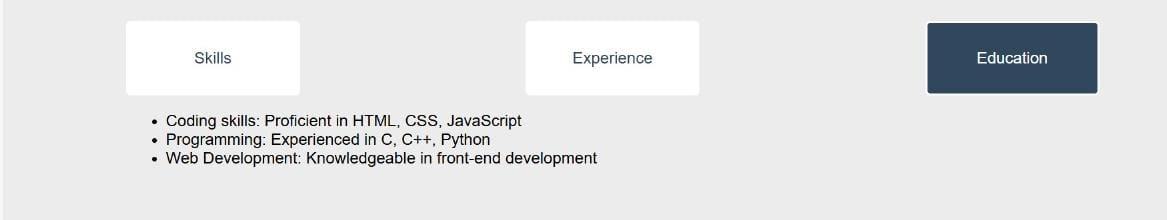 Skills
Experience
Education
• Coding skills: Proficient in HTML, CSS, JavaScript
• Programming: Experienced in C, C++, Python
• Web Development: Knowledgeable in front-end development